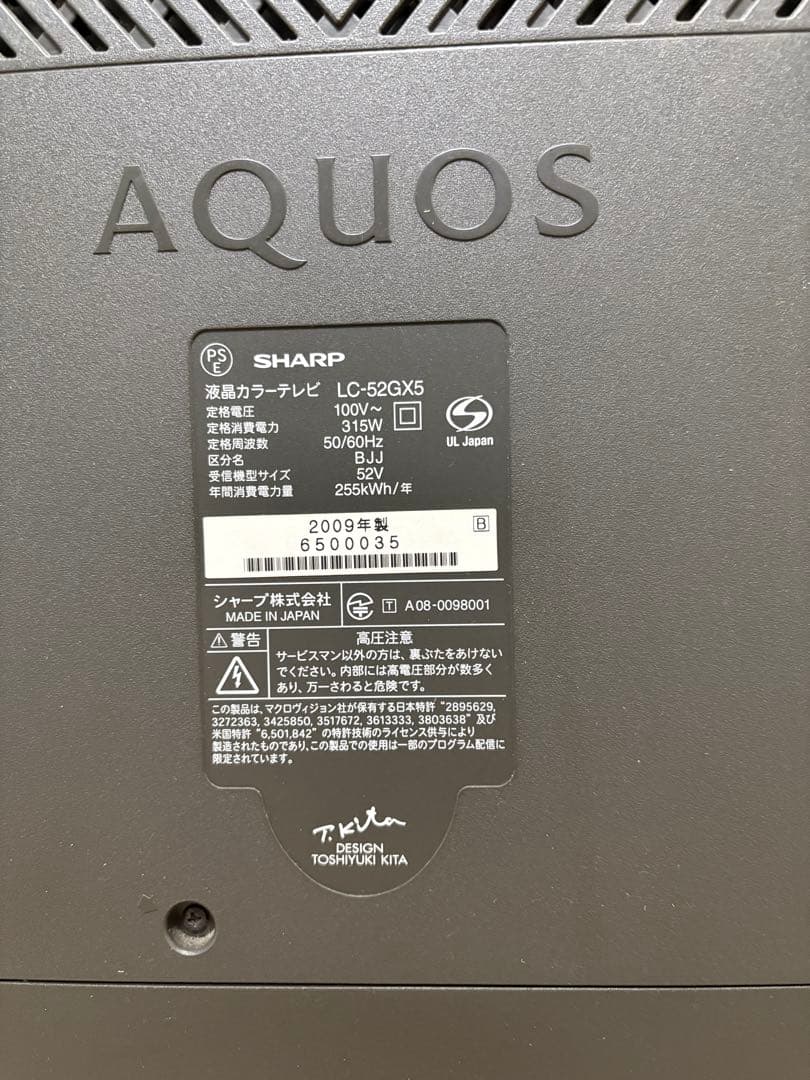 AQUOS
PS
E
SHARP
液晶カラーテレビ LC-52GX5
定格電圧 100V～
定格消費電力 315W
定格周波数 50/60Hz
区分名 BJJ
受信機型サイズ 52V
年間消費電力量 255kWh/年
UL Japan
2009年製 B
6500035
シャープ株式会社
MADE IN JAPAN
T A08-0098001
警告
高圧注意
サービスマン以外の方は、裏ぶたをあけない
でください。内部には高電圧部分が数多く
あり、万一さわると危険です。
この製品は、マクロヴィジョン社が保有する日本特許 "2895629,
3272363, 3425850, 3517672, 3613333, 3803638" 及び
米国特許 "6,501,842" の特許技術のライセンス供与により
製造されたものであり、この製品での使用は一部のプログラム配信に
限定されています。
T.Kita
DESIGN
TOSHIYUKI KITA